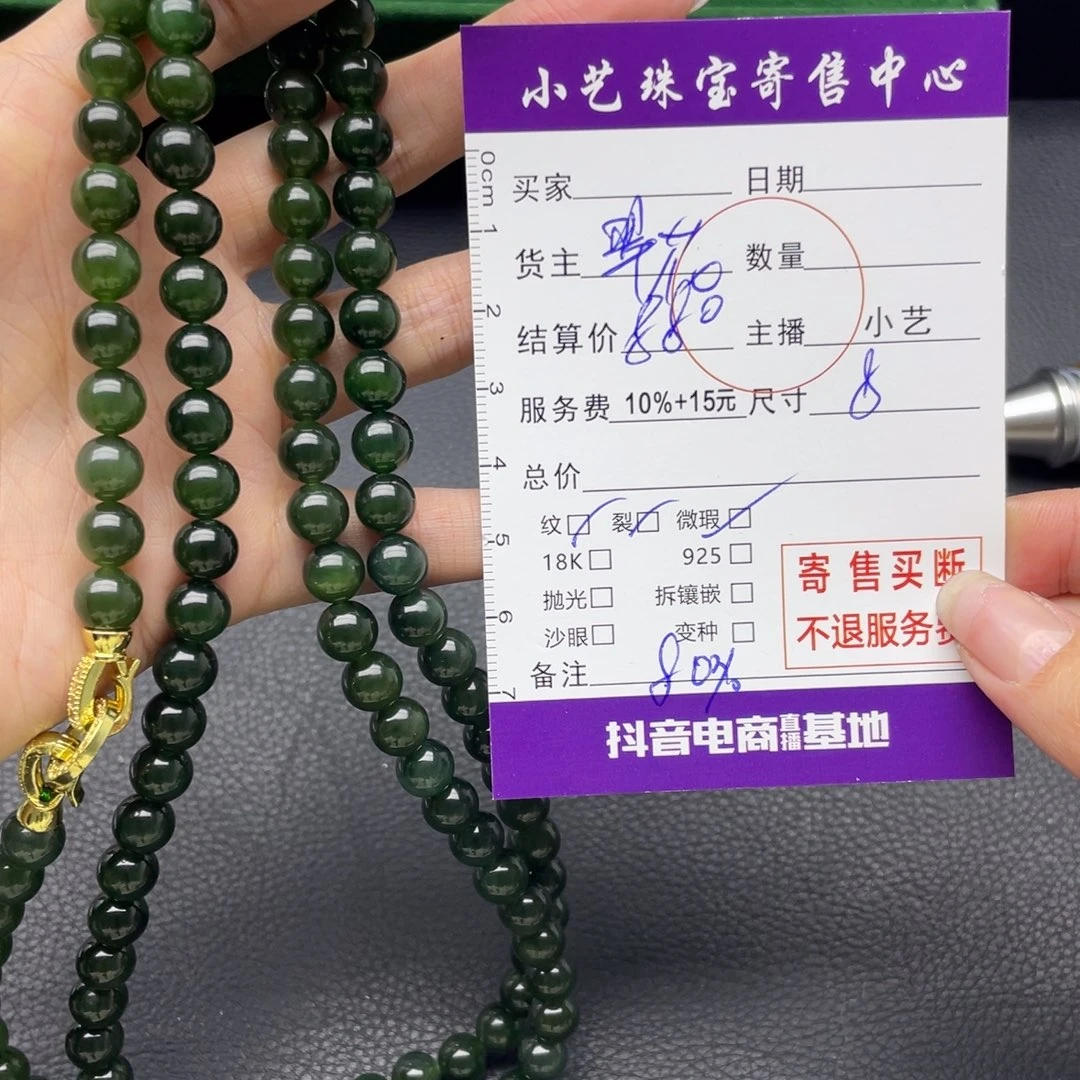 小艺珠宝寄售中心
0cm 1 2 3 4 5 6 7
买家 日期
货主 数量
结算价 880 主播 小艺
服务费 10%+15元 尺寸 8
总价
纹 裂 微瑕
18K 925
抛光 拆镶嵌
沙眼 变种
寄售买断
不退服务费
备注 80%
抖音电商直播基地